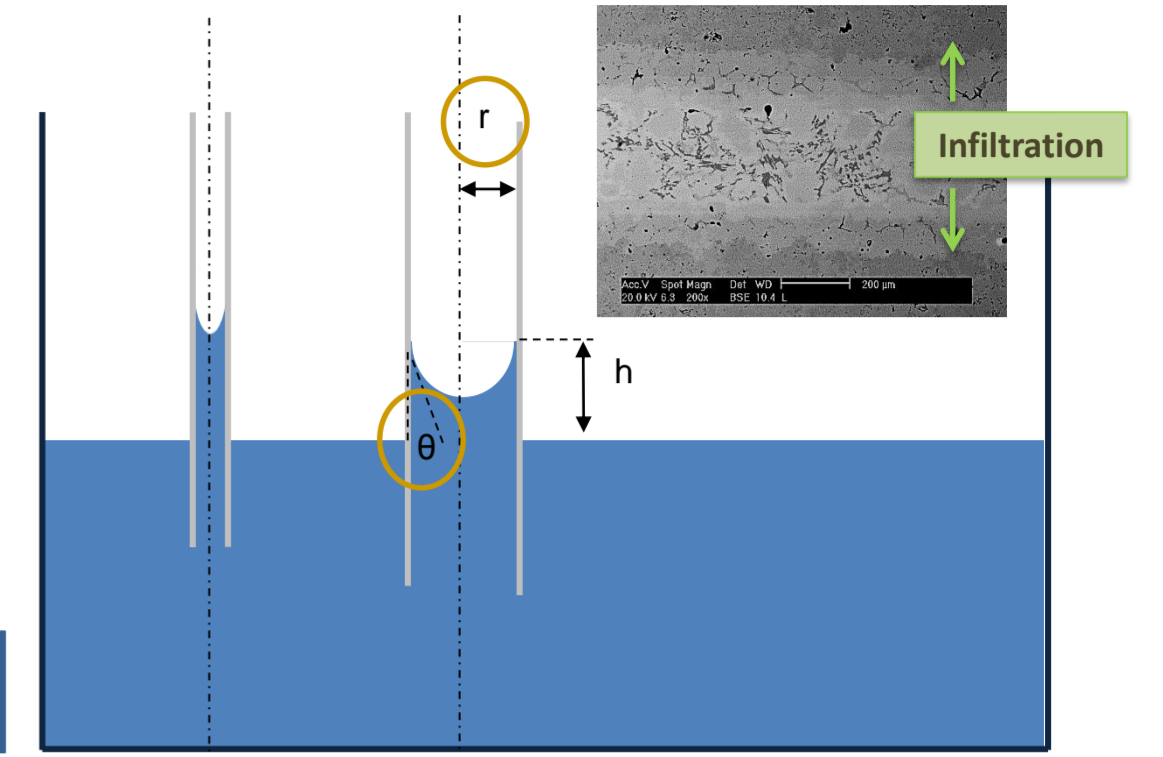 r
Infiltration
Acc.V Spot Magn Det WD 200 µm
20.0 kV 6.3 200x BSE 10.4 L
h
θ